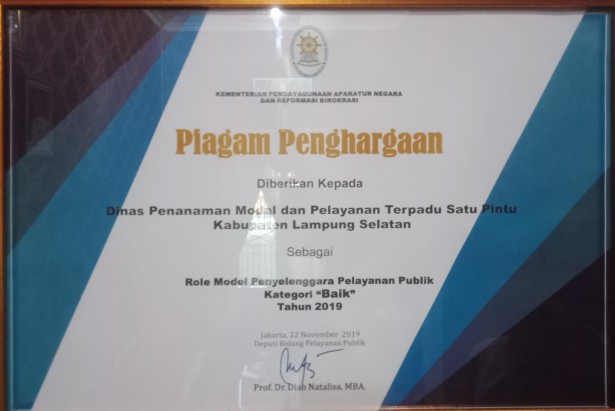 KEMENTERIAN PENDAYAGUNAAN APARATUR NEGARA
DAN REFORMASI BIROKRASI
Piagam Penghargaan
Diberikan Kepada
Dinas Penanaman Modal dan Pelayanan Terpadu Satu Pintu
Kabupaten Lampung Selatan
Sebagai
Role Model Penyelenggara Pelayanan Publik
Kategori “Baik”
Tahun 2019
Jakarta, 22 November 2019
Deputi Bidang Pelayanan Publik
Prof. Dr. Diah Natalisa, MBA.